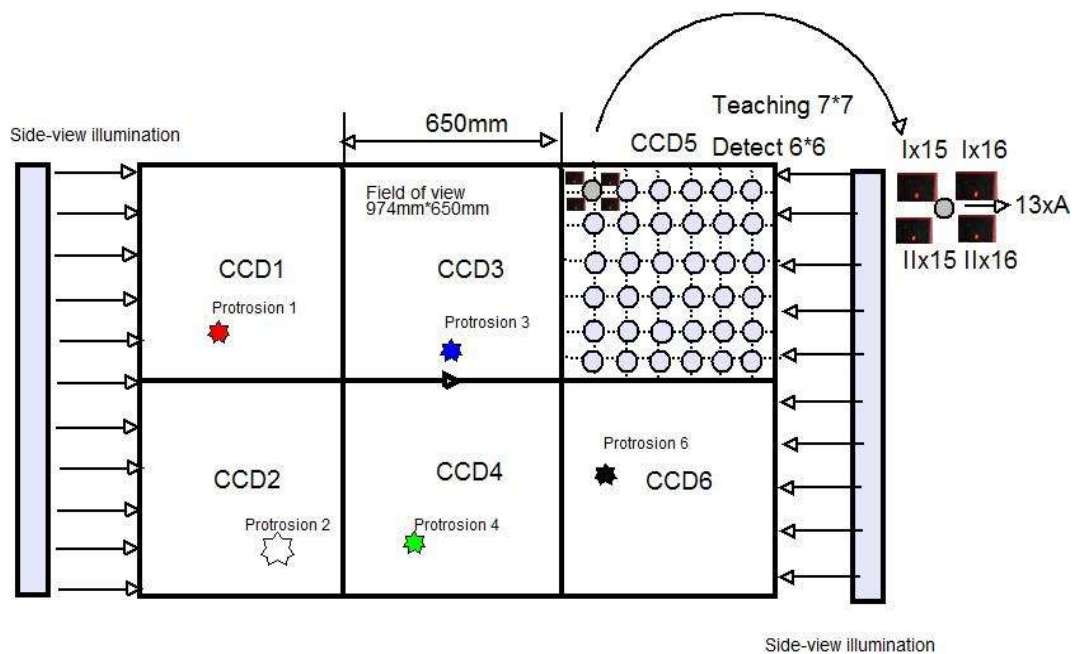 Side-view illumination
650mm
Teaching 7*7
CCD5
Detect 6*6
Ix15
Ix16
13xA
IIx15
IIx16
Field of view
974mm*650mm
CCD1
CCD3
Protrosion 1
Protrosion 3
CCD2
CCD4
Protrosion 6
CCD6
Protrosion 2
Protrosion 4
Side-view illumination